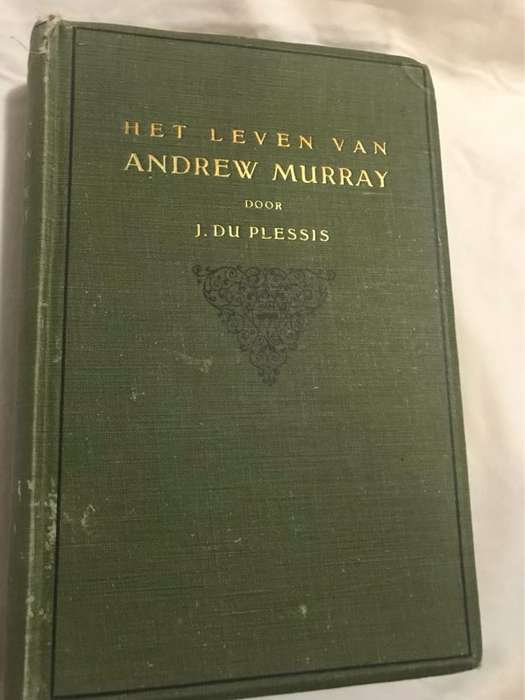 HET LEVEN VAN
ANDREW MURRAY
DOOR
J. DU PLESSIS